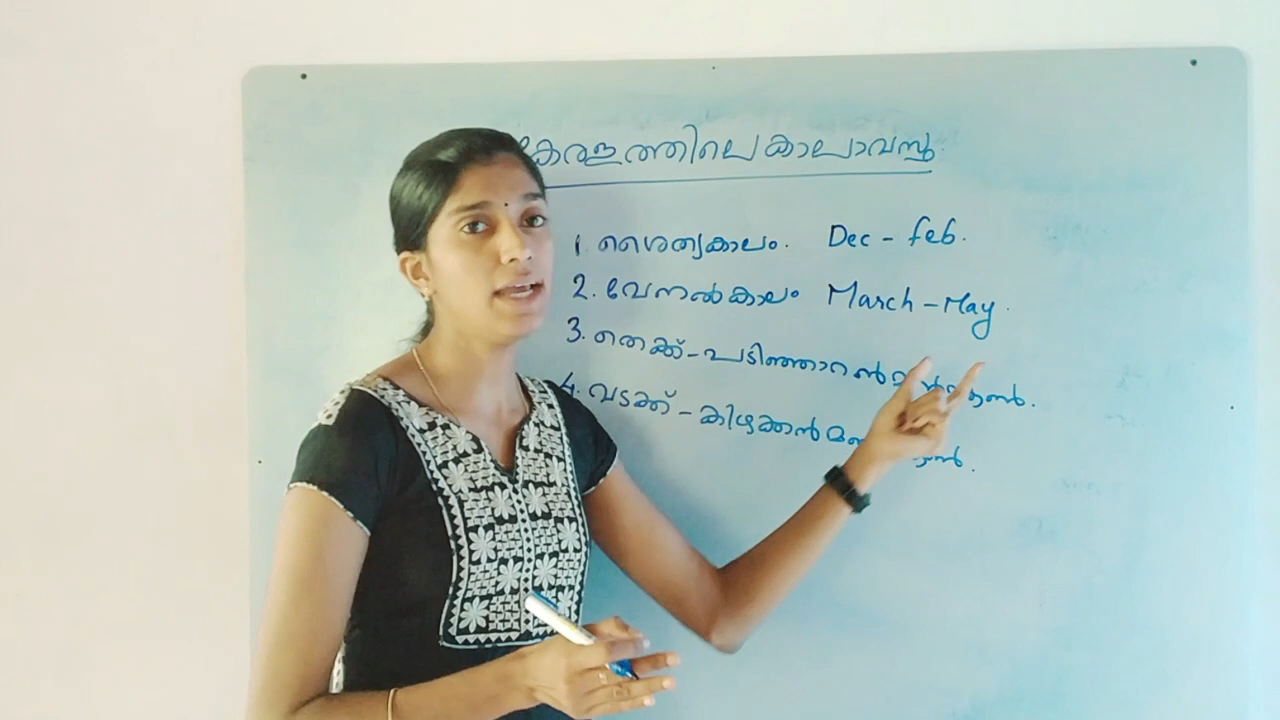 കേരളത്തിലെ കാലാവസ്ഥ
1. ശൈത്യകാലം. Dec - feb.
2. വേനൽകാലം March - May.
3. തെക്ക് - പടിഞ്ഞാറൻ
4. വടക്ക് - കിഴക്കൻ